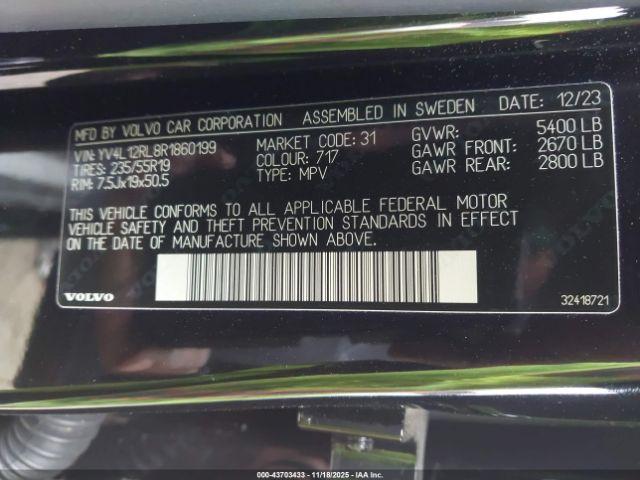 MFD BY VOLVO CAR CORPORATION ASSEMBLED IN SWEDEN DATE: 12/23
VIN: YV4L12RL8R1860199 MARKET CODE: 31 GVWR: 5400 LB
TIRES: 235/55R19 COLOUR: 717 GAWR FRONT: 2670 LB
RIM: 7.5Jx19x50.5 TYPE: MPV GAWR REAR: 2800 LB
THIS VEHICLE CONFORMS TO ALL APPLICABLE FEDERAL MOTOR
VEHICLE SAFETY AND THEFT PREVENTION STANDARDS IN EFFECT
ON THE DATE OF MANUFACTURE SHOWN ABOVE.
VOLVO 32418721
000-43703433 - 11/18/2025 - IAA Inc.